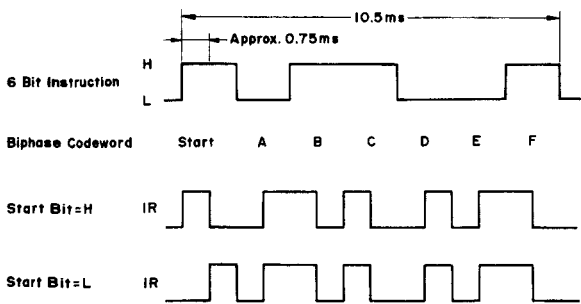 10.5ms
Approx. 0.75ms
H
6 Bit Instruction
L
Biphase Codeword Start A B C D E F
Start Bit=H IR
Start Bit=L IR